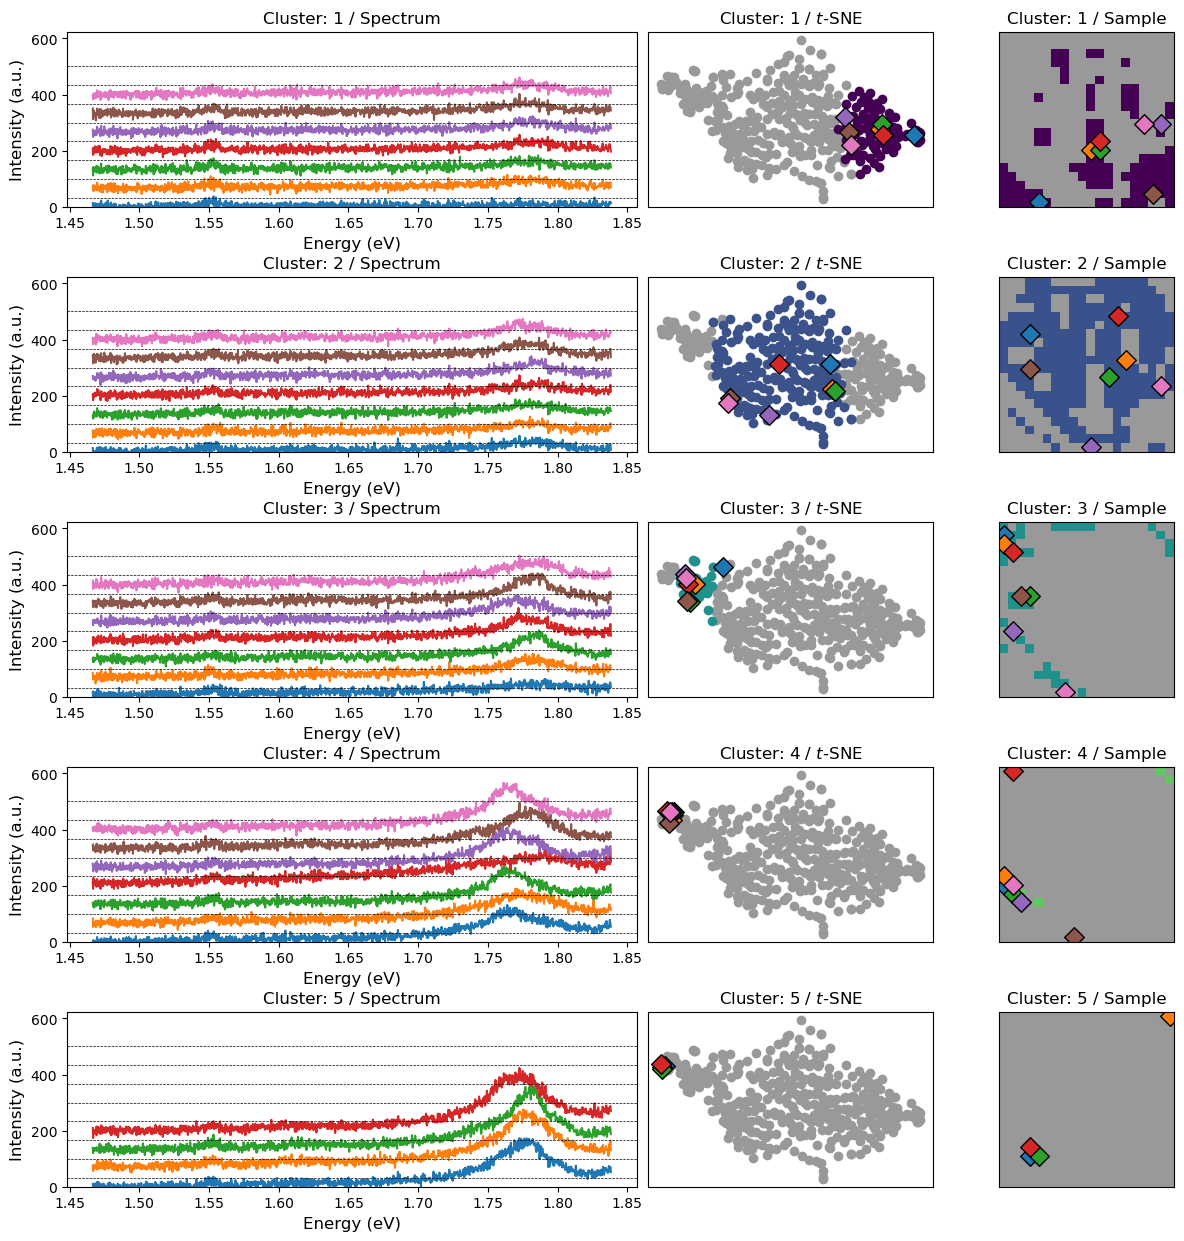 Cluster: 1 / Spectrum
Cluster: 1 / t-SNE
Cluster: 1 / Sample
600
400
200
0
Intensity (a.u.)
1.45 1.50 1.55 1.60 1.65 1.70 1.75 1.80 1.85
Energy (eV)
Cluster: 2 / Spectrum
Cluster: 2 / t-SNE
Cluster: 2 / Sample
600
400
200
0
Intensity (a.u.)
1.45 1.50 1.55 1.60 1.65 1.70 1.75 1.80 1.85
Energy (eV)
Cluster: 3 / Spectrum
Cluster: 3 / t-SNE
Cluster: 3 / Sample
600
400
200
0
Intensity (a.u.)
1.45 1.50 1.55 1.60 1.65 1.70 1.75 1.80 1.85
Energy (eV)
Cluster: 4 / Spectrum
Cluster: 4 / t-SNE
Cluster: 4 / Sample
600
400
200
0
Intensity (a.u.)
1.45 1.50 1.55 1.60 1.65 1.70 1.75 1.80 1.85
Energy (eV)
Cluster: 5 / Spectrum
Cluster: 5 / t-SNE
Cluster: 5 / Sample
600
400
200
0
Intensity (a.u.)
1.45 1.50 1.55 1.60 1.65 1.70 1.75 1.80 1.85
Energy (eV)